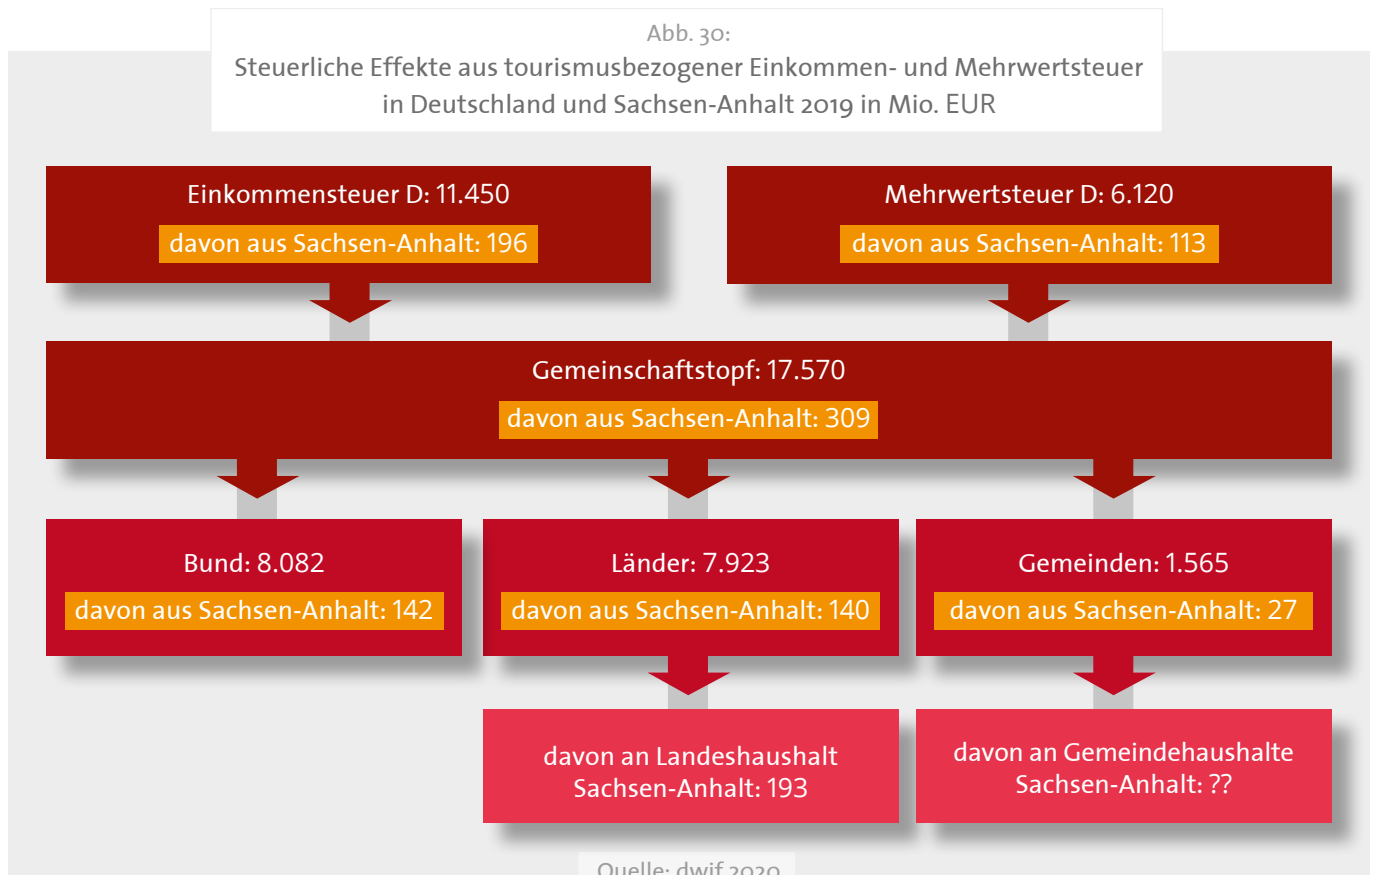 Abb. 30:
Steuerliche Effekte aus tourismusbezogener Einkommen- und Mehrwertsteuer
in Deutschland und Sachsen-Anhalt 2019 in Mio. EUR
Einkommensteuer D: 11.450
davon aus Sachsen-Anhalt: 196
Mehrwertsteuer D: 6.120
davon aus Sachsen-Anhalt: 113
Gemeinschaftstopf: 17.570
davon aus Sachsen-Anhalt: 309
Bund: 8.082
davon aus Sachsen-Anhalt: 142
Länder: 7.923
davon aus Sachsen-Anhalt: 140
Gemeinden: 1.565
davon aus Sachsen-Anhalt: 27
davon an Landeshaushalt
Sachsen-Anhalt: 193
davon an Gemeindehaushalte
Sachsen-Anhalt: ??
Quelle: dwif 2020